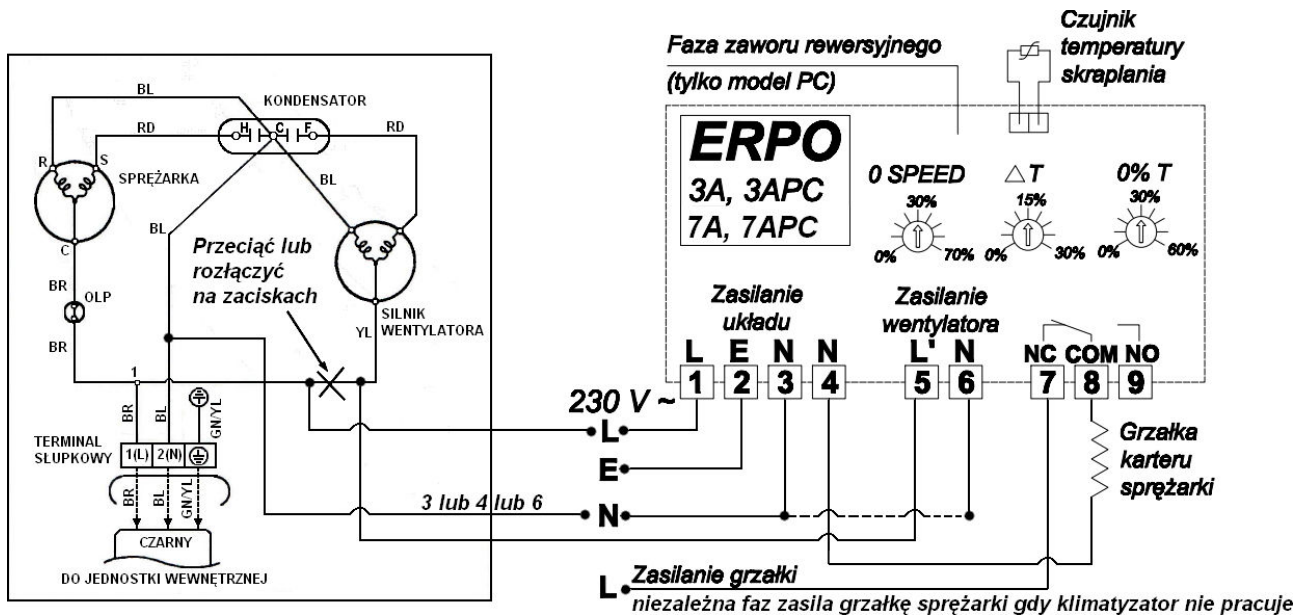 BL
KONDENSATOR
RD
H
C
F
RD
R
S
SPRĘŻARKA
BL
BL
C
Przeciąć lub
rozłączyć
na zaciskach
BR
OLP
SILNIK
WENTYLATORA
YL
BR
1
BR
BL
GN/YL
TERMINAL
SŁUPKOWY
1(L)
2(N)
BR
BL
GN/YL
3 lub 4 lub 6
CZARNY
DO JEDNOSTKI WEWNĘTRZNEJ
Faza zaworu rewersyjnego
(tylko model PC)
Czujnik
temperatury
skraplania
ERPO
3A, 3APC
7A, 7APC
0 SPEED
△ T
0% T
30%
15%
30%
0%
70%
0%
30%
0%
60%
Zasilanie
układu
Zasilanie
wentylatora
L E N N
L' N
NC COM NO
1 2 3 4
5 6
7 8 9
230 V ~
L
E
N
Grzałka
karteru
sprężarki
L
Zasilanie grzałki
niezależna faz zasila grzałkę sprężarki gdy klimatyzator nie pracuje